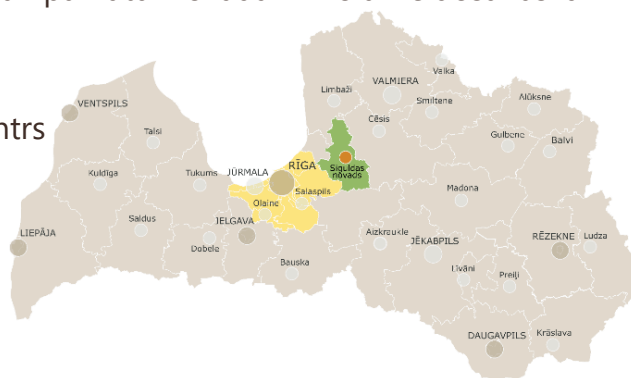 ntrs
VENTSPILS
Talsi
Kuldīga
Tukums
JŪRMALA
RĪGA
Siguldas
novads
Limbaži
VALMIERA
Valka
Smiltene
Cēsis
Alūksne
Gulbene
Balvi
Salaspils
Olaine
JELGAVA
Dobele
Saldus
LIEPĀJA
Bauska
Aizkraukle
JĒKABPILS
Madona
Līvāni
Preiļi
RĒZEKNE
Ludza
DAUGAVPILS
Krāslava